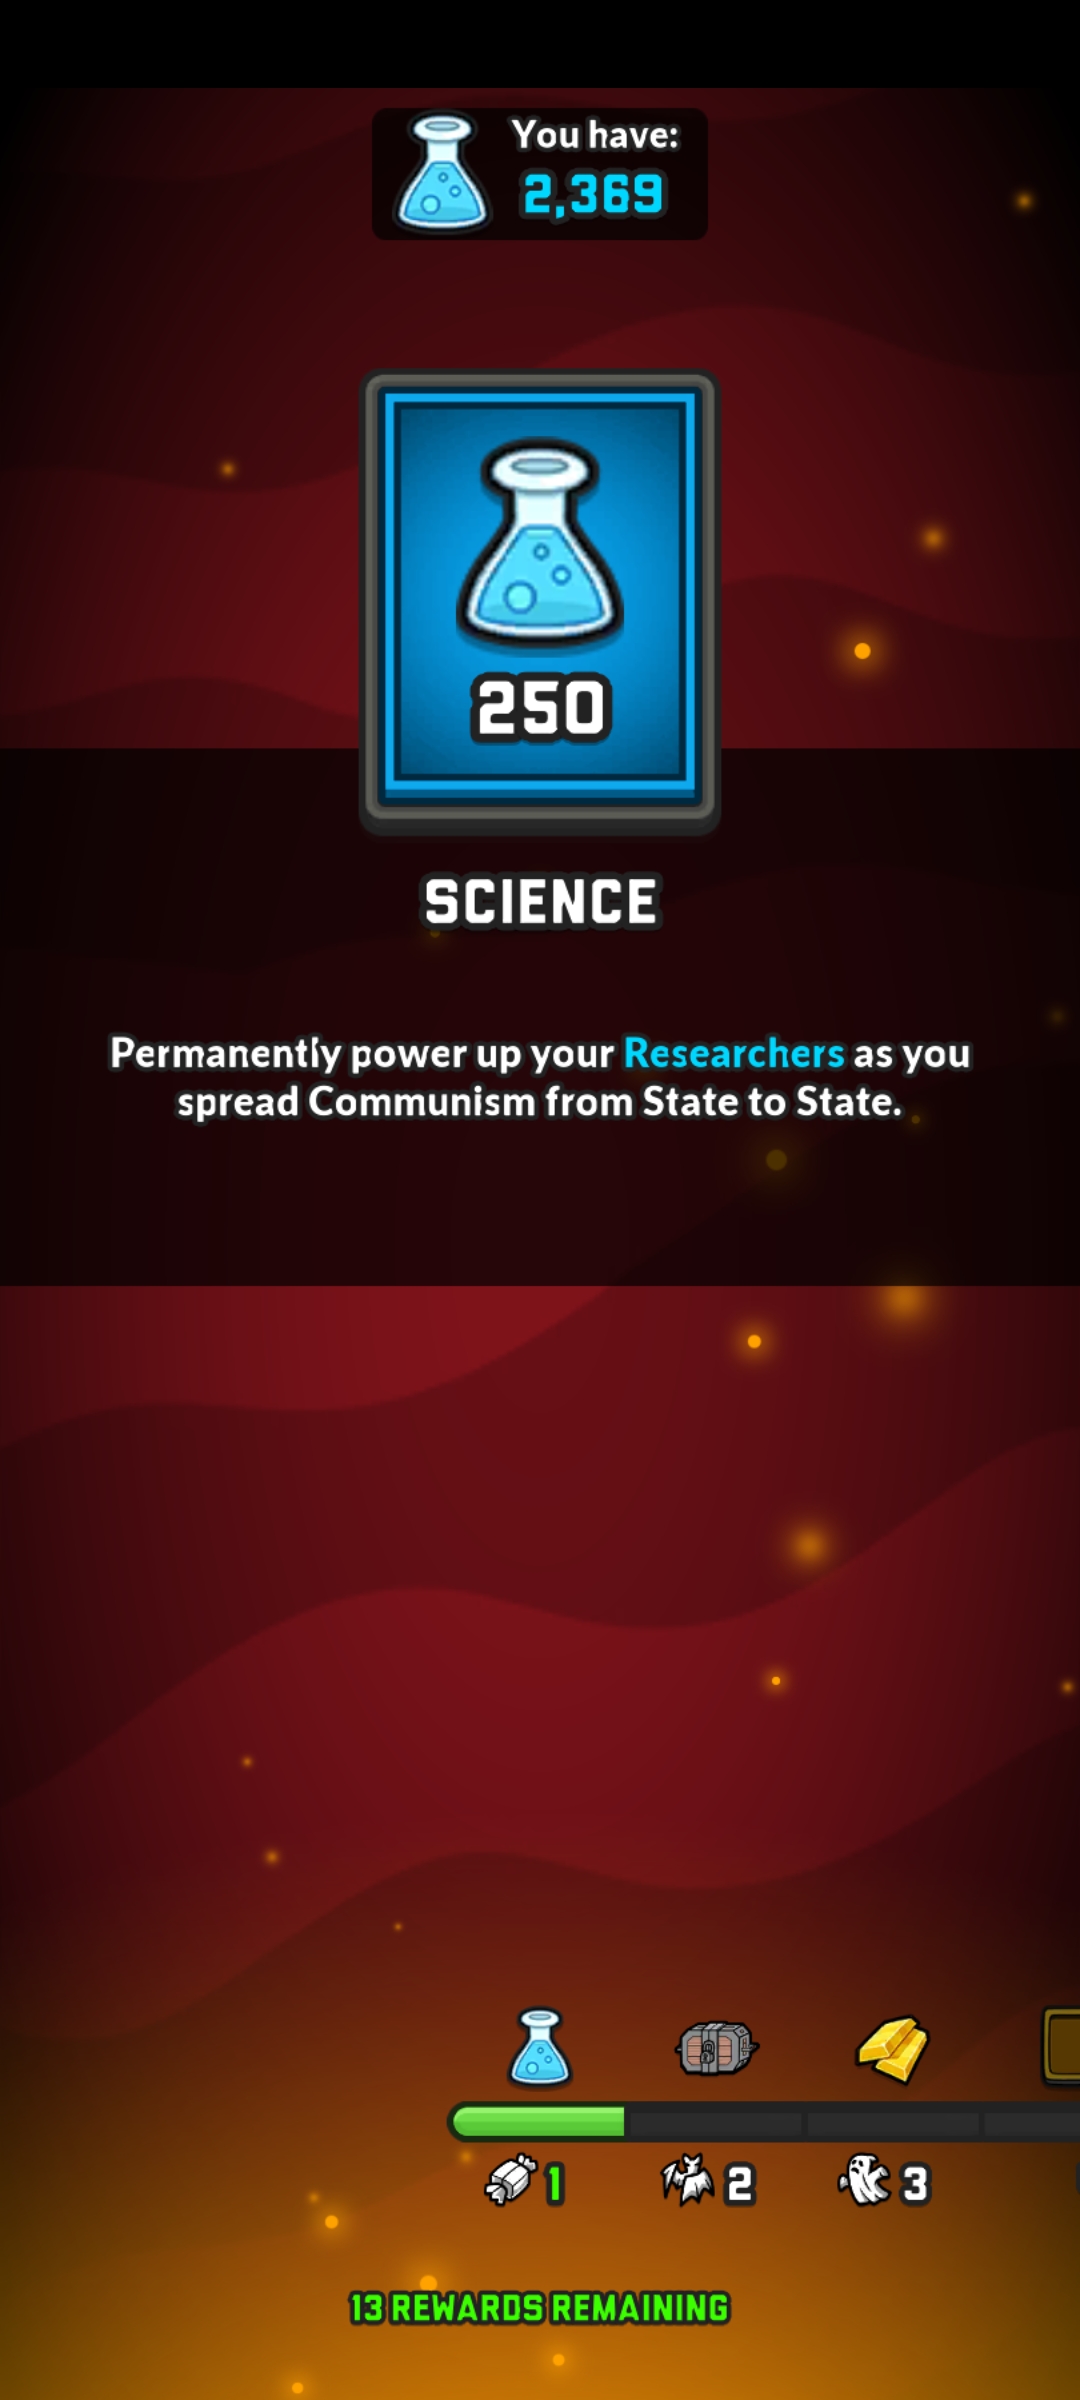 You have:
2,369
250
SCIENCE
Permanently power up your Researchers as you
spread Communism from State to State.
1 2 3
13 REWARDS REMAINING